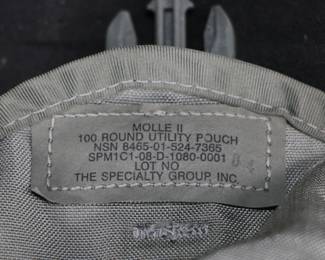 MOLLE II
100 ROUND UTILITY POUCH
NSN 8465-01-524-7365
SPM1C1-08-D-1080-0001
LOT NO
THE SPECIALTY GROUP, INC